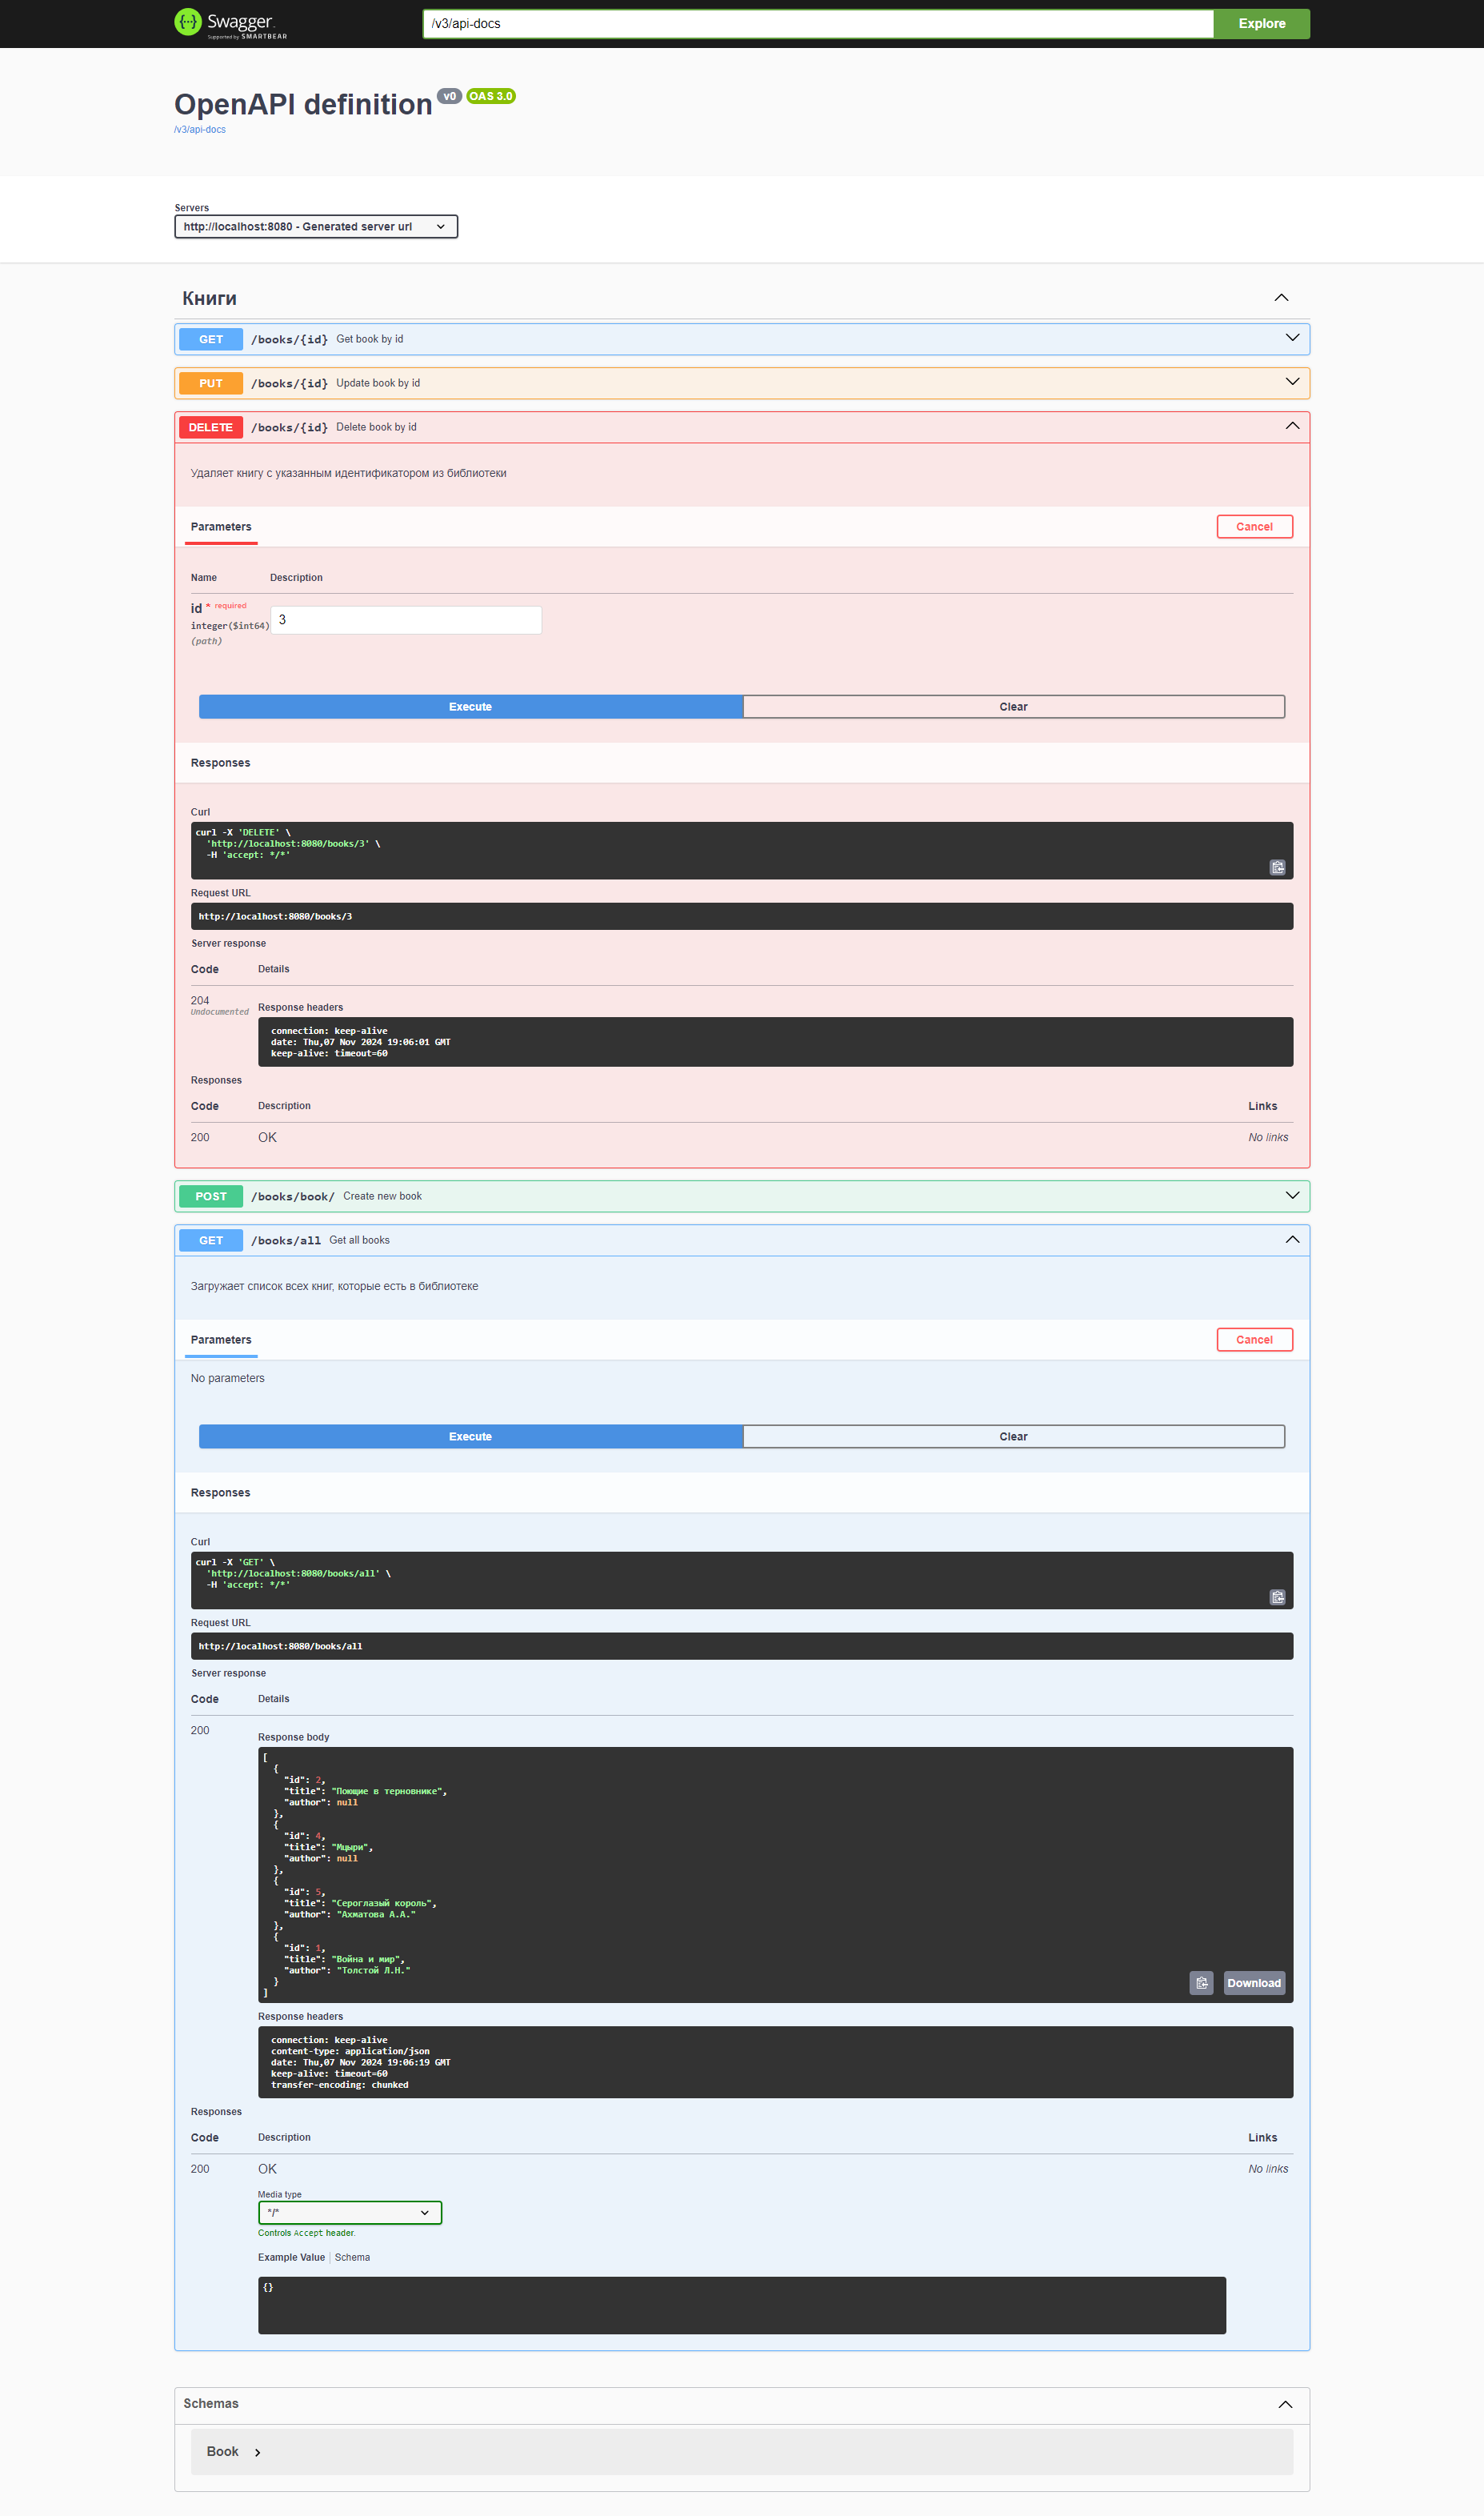 Swagger
Supported by SMARTBEAR
/v3/api-docs
Explore
OpenAPI definition v0 OAS 3.0
/v3/api-docs
Servers
http://localhost:8080 - Generated server url
Книги
GET /books/{id} Get book by id
PUT /books/{id} Update book by id
DELETE /books/{id} Delete book by id
Удаляет книгу с указанным идентификатором из библиотеки
Parameters Cancel
Name Description
id * required
integer($int64)
(path)
3
Execute Clear
Responses
Curl
curl -X 'DELETE' \
'http://localhost:8080/books/3' \
-H 'accept: */*'
Request URL
http://localhost:8080/books/3
Server response
Code Details
204
Undocumented
Response headers
connection: keep-alive
date: Thu,07 Nov 2024 19:06:01 GMT
keep-alive: timeout=60
Responses
Code Description Links
200 OK No links
POST /books/book/ Create new book
GET /books/all Get all books
Загружает список всех книг, которые есть в библиотеке
Parameters Cancel
No parameters
Execute Clear
Responses
Curl
curl -X 'GET' \
'http://localhost:8080/books/all' \
-H 'accept: */*'
Request URL
http://localhost:8080/books/all
Server response
Code Details
200
Response body
[
{
"id": 2,
"title": "Поющие в терновнике",
"author": null
},
{
"id": 4,
"title": "Мцыри",
"author": null
},
{
"id": 5,
"title": "Сероглазый король",
"author": "Ахматова А.А."
},
{
"id": 1,
"title": "Война и мир",
"author": "Толстой Л.Н."
}
]
Download
Response headers
connection: keep-alive
content-type: application/json
date: Thu,07 Nov 2024 19:06:19 GMT
keep-alive: timeout=60
transfer-encoding: chunked
Responses
Code Description Links
200 OK No links
Media type
*/*
Controls Accept header.
Example Value Schema
{}
Schemas
Book